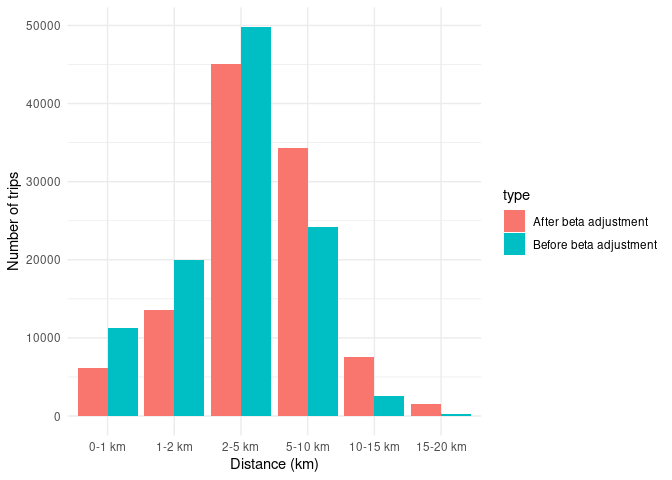 50000
40000
30000
20000
10000
0
Number of trips
0-1 km
1-2 km
2-5 km
5-10 km
10-15 km
15-20 km
Distance (km)
type
After beta adjustment
Before beta adjustment